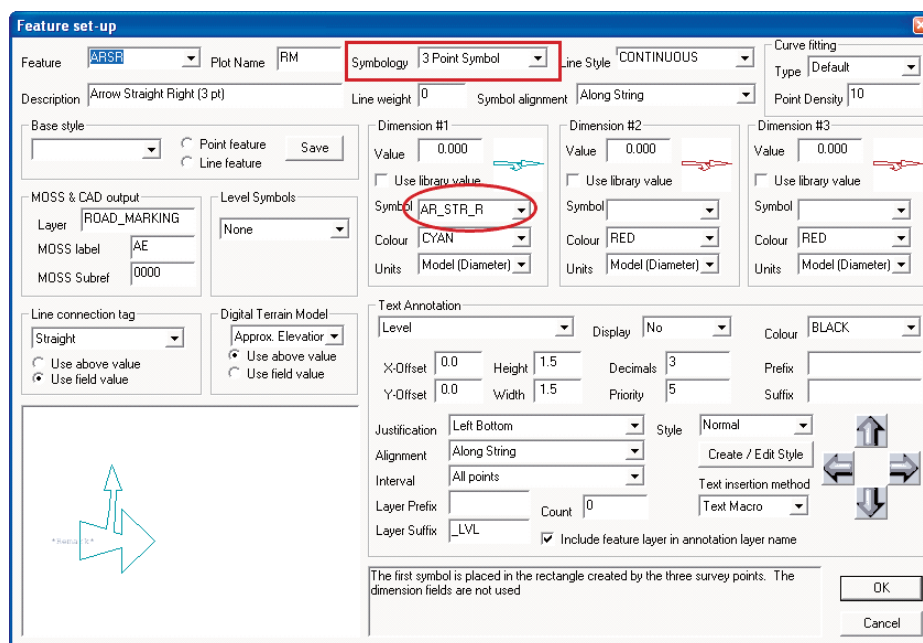 Feature set-up
Feature ARSR Plot Name RM Symbology 3 Point Symbol Line Style CONTINUOUS
Curve fitting
Type Default
Description Arrow Straight Right (3 pt) Line weight 0 Symbol alignment Along String Point Density 10
Base style
Point feature
Line feature
Save
Dimension #1
Value 0.000
Use library value
Symbol AR_STR_R
Colour CYAN
Units Model (Diameter)
Dimension #2
Value 0.000
Use library value
Symbol
Colour RED
Units Model (Diameter)
Dimension #3
Value 0.000
Use library value
Symbol
Colour RED
Units Model (Diameter)
MOSS & CAD output
Layer ROAD_MARKING
MOSS label AE
MOSS Subref 0000
Level Symbols
None
Line connection tag
Straight
Use above value
Use field value
Digital Terrain Model
Approx. Elevation
Use above value
Use field value
Text Annotation
Level Display No Colour BLACK
X-Offset 0.0 Height 1.5 Decimals 3 Prefix
Y-Offset 0.0 Width 1.5 Priority 5 Suffix
Justification Left Bottom Style Normal
Alignment Along String Create / Edit Style
Interval All points Text insertion method
Layer Prefix Count 0 Text Macro
Layer Suffix _LVL Include feature layer in annotation layer name
The first symbol is placed in the rectangle created by the three survey points. The
dimension fields are not used
OK
Cancel